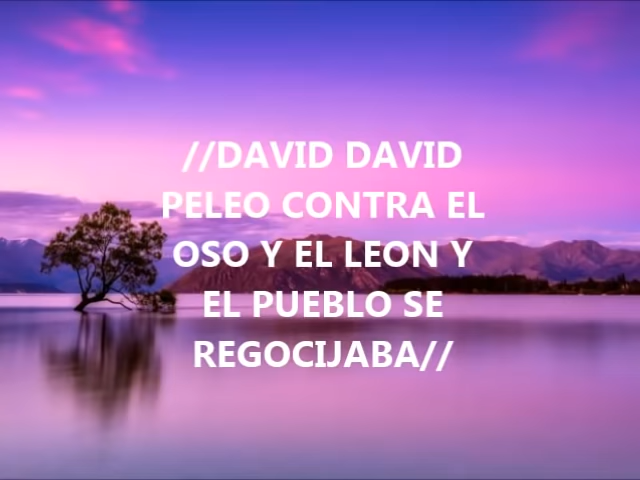 //DAVID DAVID
PELEO CONTRA EL
OSO Y EL LEON Y
EL PUEBLO SE
REGOCIJABA//